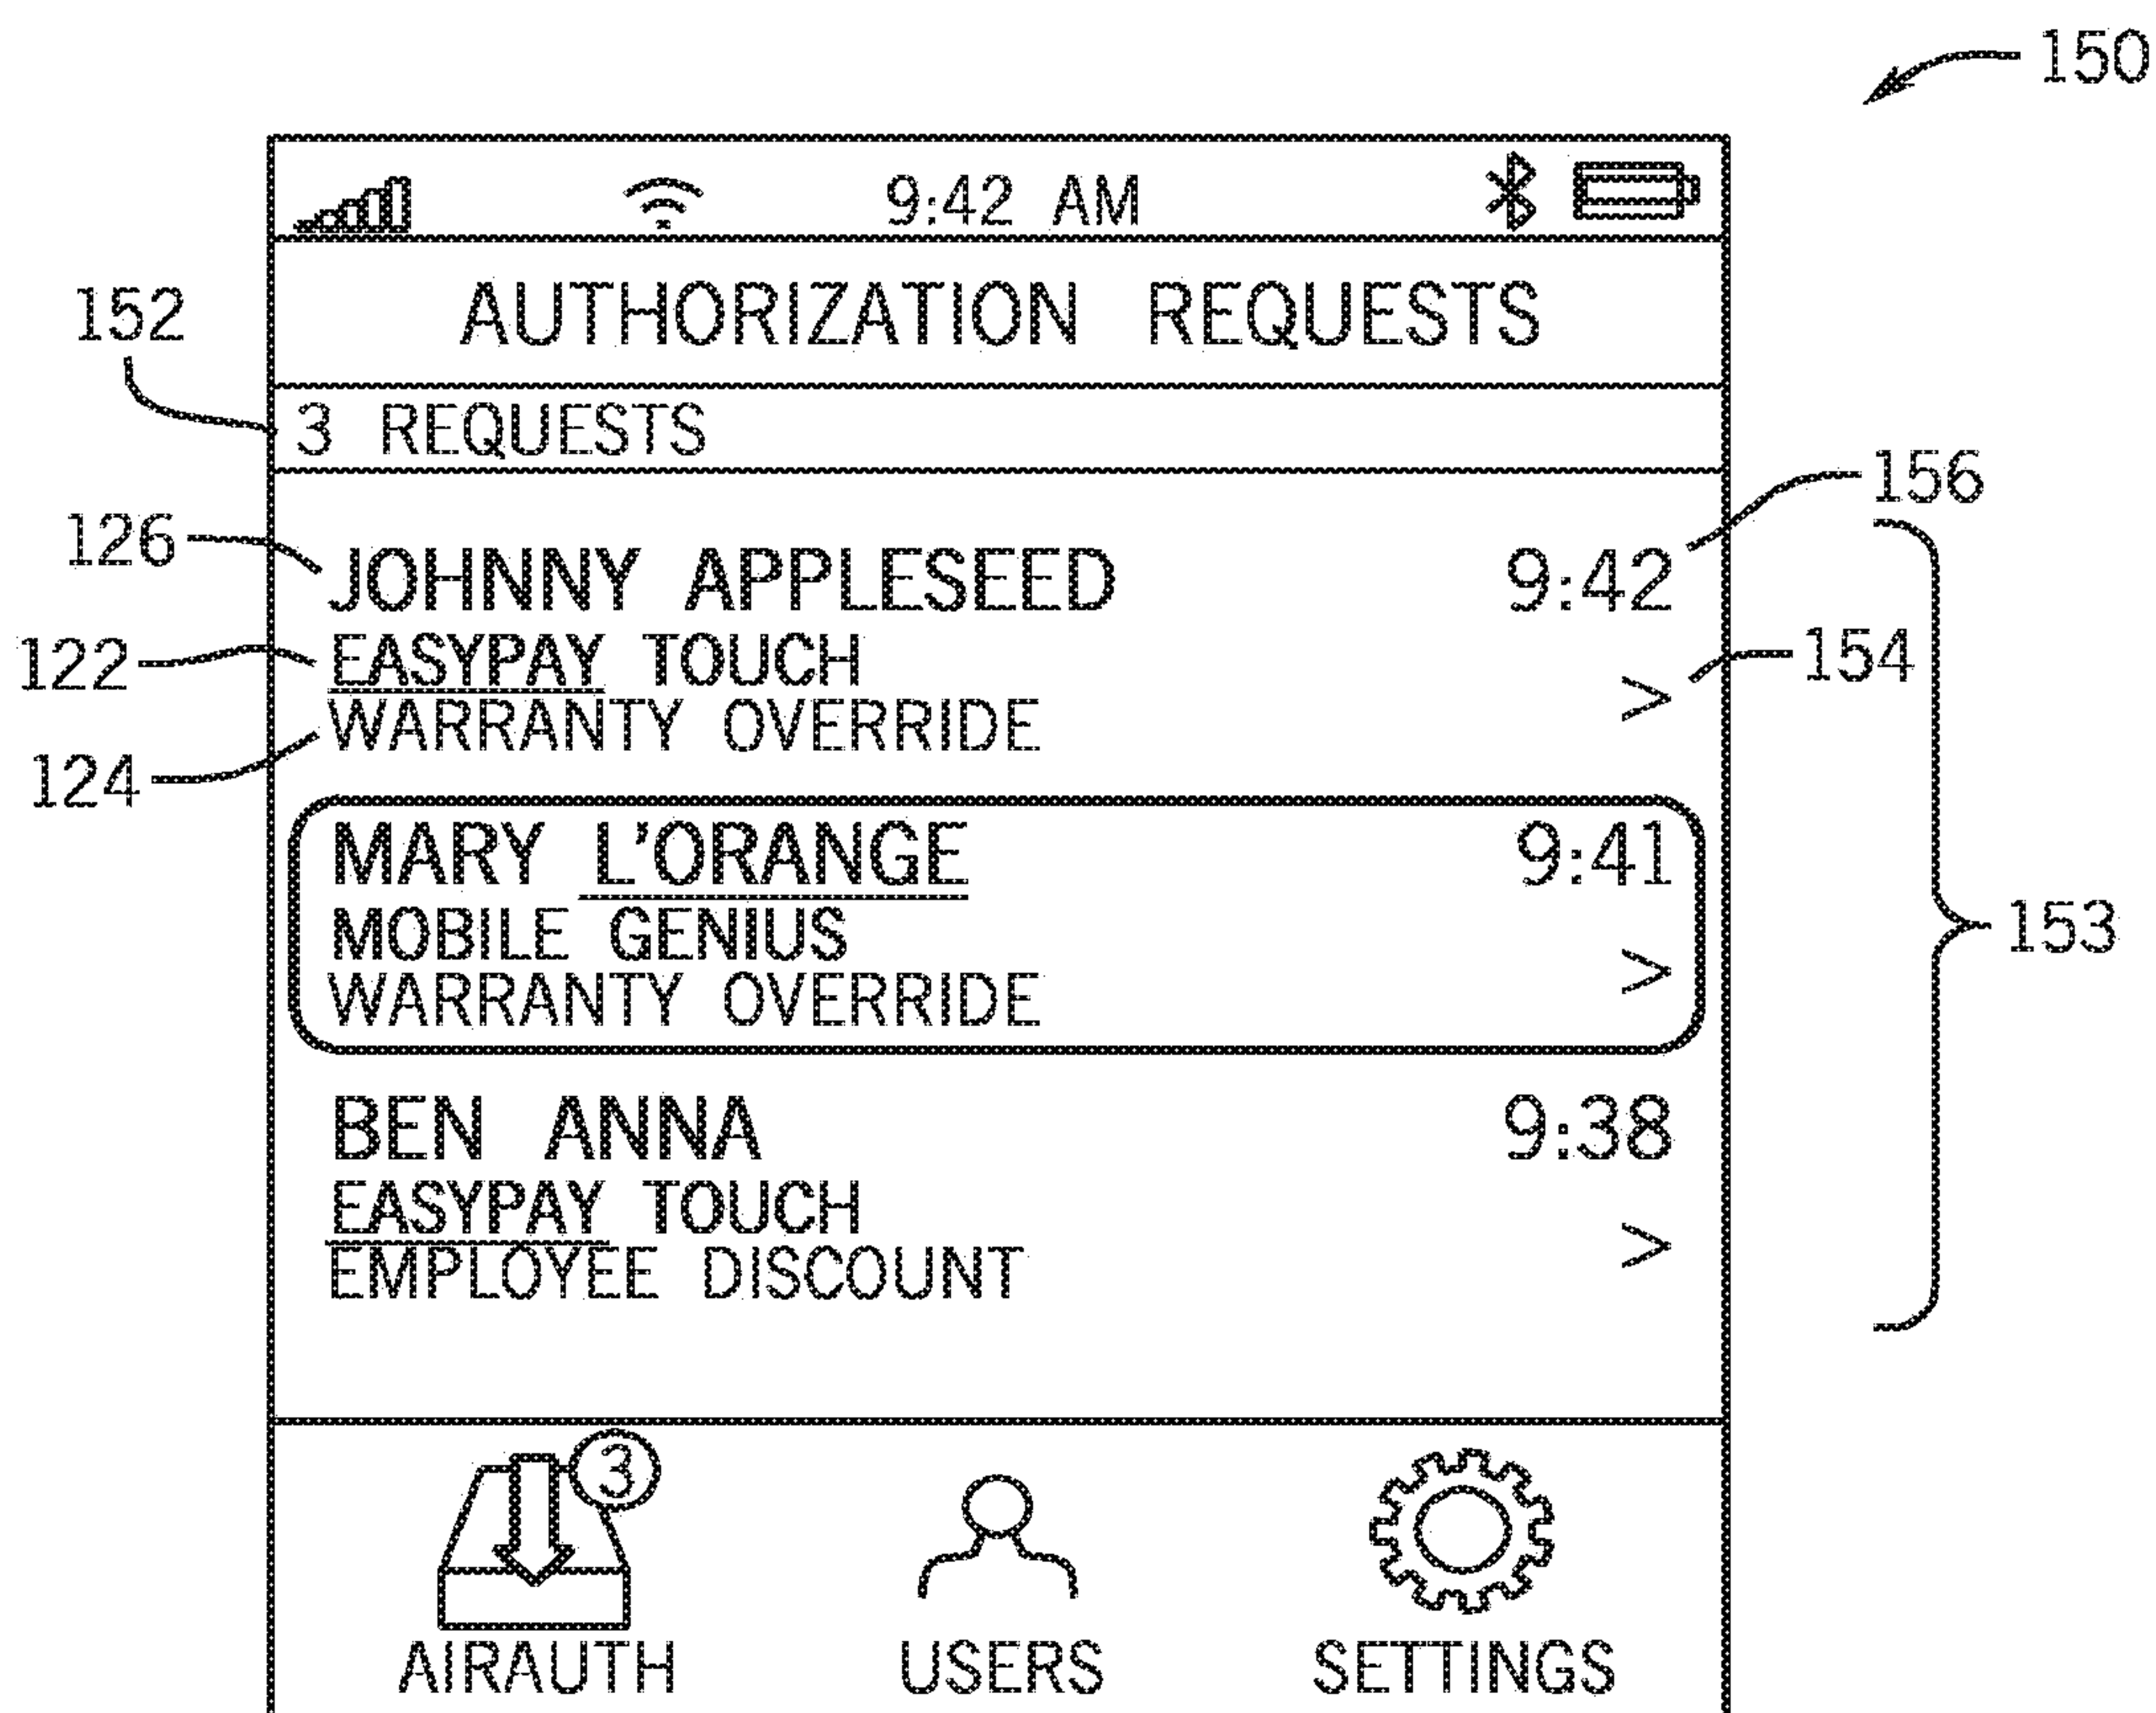 150
9:42 AM
AUTHORIZATION REQUESTS
152
3 REQUESTS
156
126
JOHNNY APPLESEED 9:42
122
EASYPAY TOUCH
154
>
WARRANTY OVERRIDE
124
MARY L'ORANGE 9:41
MOBILE GENIUS
153
>
WARRANTY OVERRIDE
BEN ANNA 9:38
EASYPAY TOUCH
>
EMPLOYEE DISCOUNT
3
AIRAUTH USERS SETTINGS